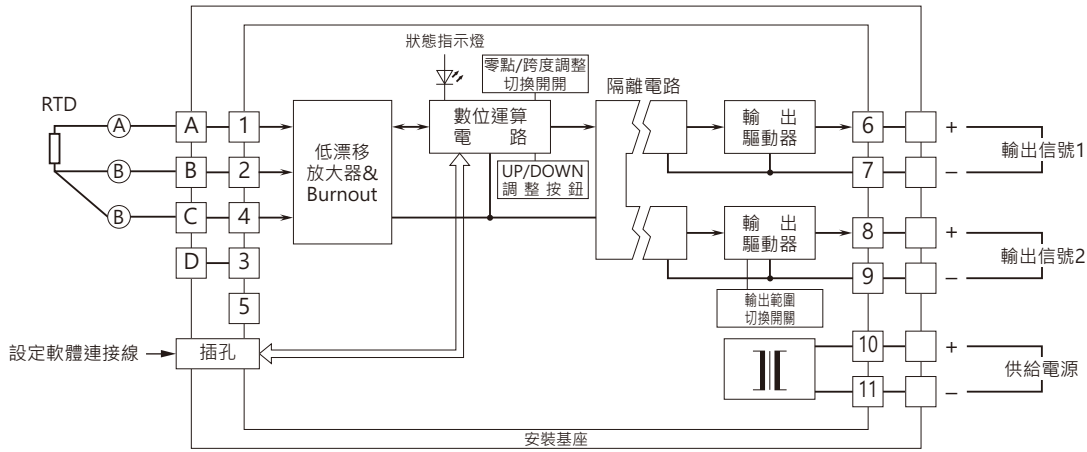 狀態指示燈
零點/跨度調整
切換開開
隔離電路
RTD
A
A
1
數位運算
電 路
輸 出
驅動器
6
+
輸出信號1
B
B
2
低漂移
放大器&
Burnout
UP/DOWN
調 整 按 鈕
7
–
B
C
4
輸 出
驅動器
8
+
輸出信號2
D
3
9
–
5
輸出範圍
切換開關
設定軟體連接線
插孔
10
+
供給電源
11
–
安裝基座